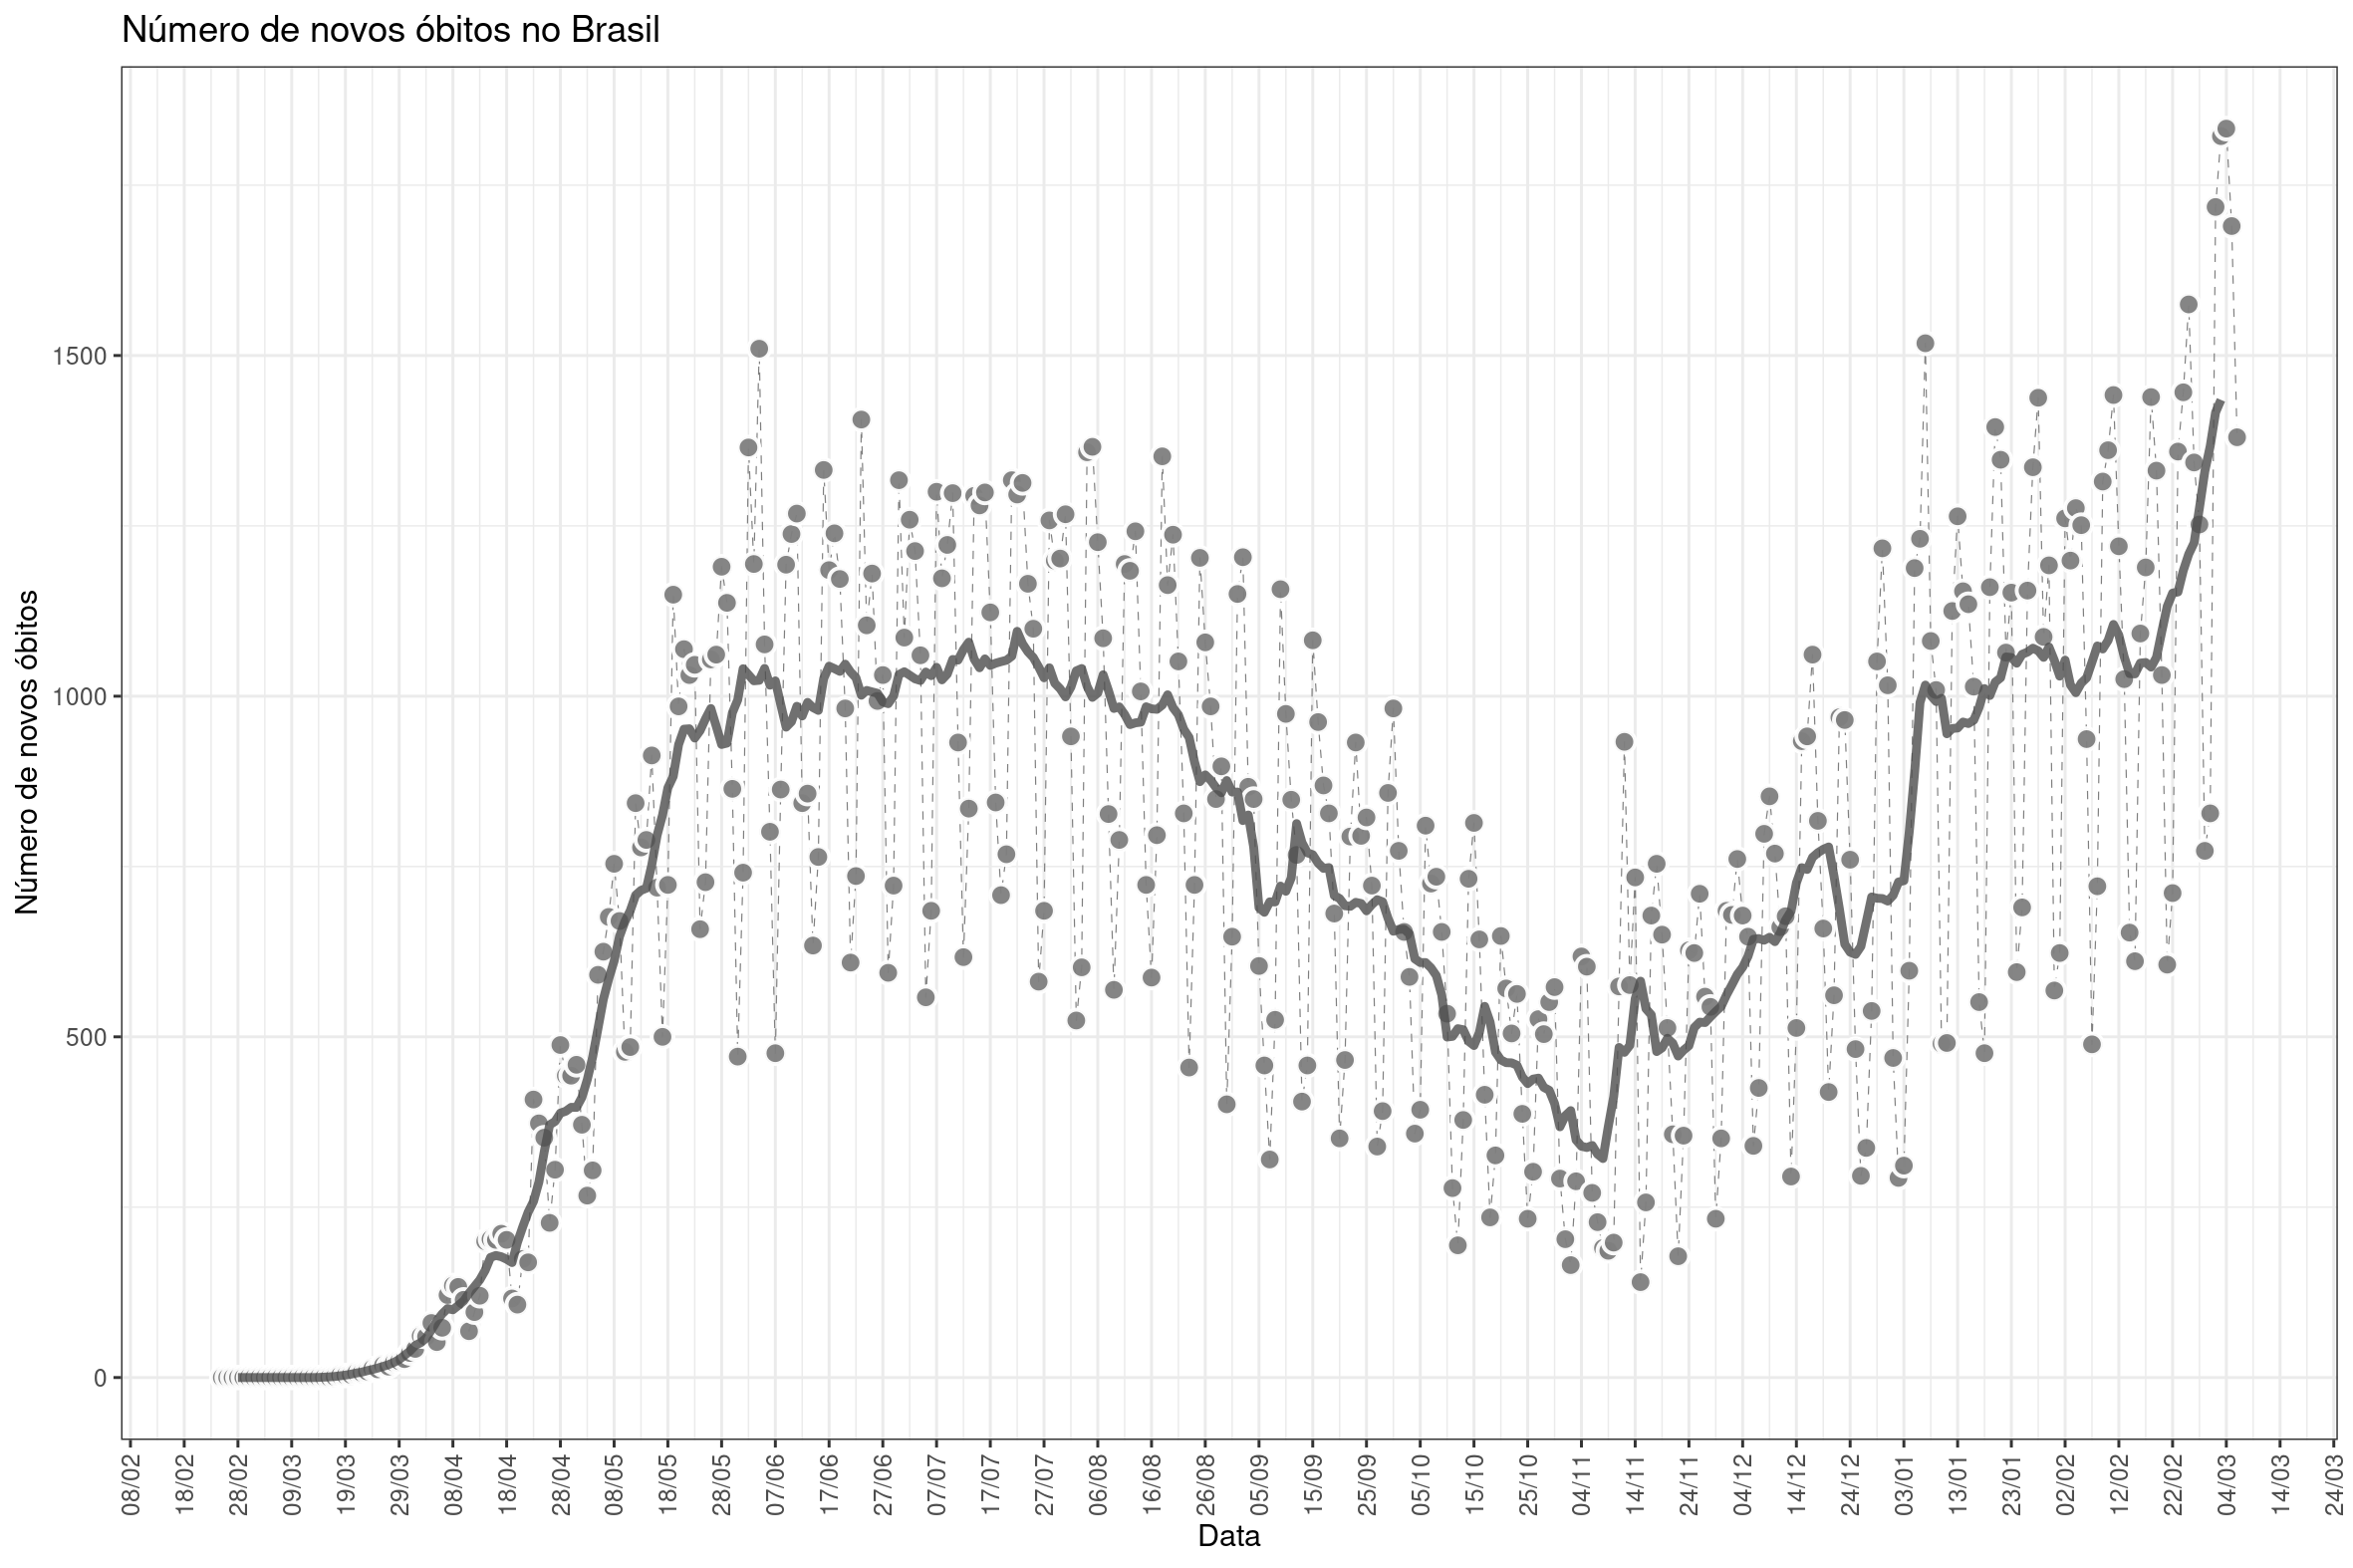 Número de novos óbitos no Brasil
Número de novos óbitos
1500
1000
500
0
08/02 18/02 28/02 09/03 19/03 29/03 08/04 18/04 28/04 08/05 18/05 28/05 07/06 17/06 27/06 07/07 17/07 27/07 06/08 16/08 26/08 05/09 15/09 25/09 05/10 15/10 25/10 04/11 14/11 24/11 04/12 14/12 24/12 03/01 13/01 23/01 02/02 12/02 22/02 04/03 14/03 24/03
Data